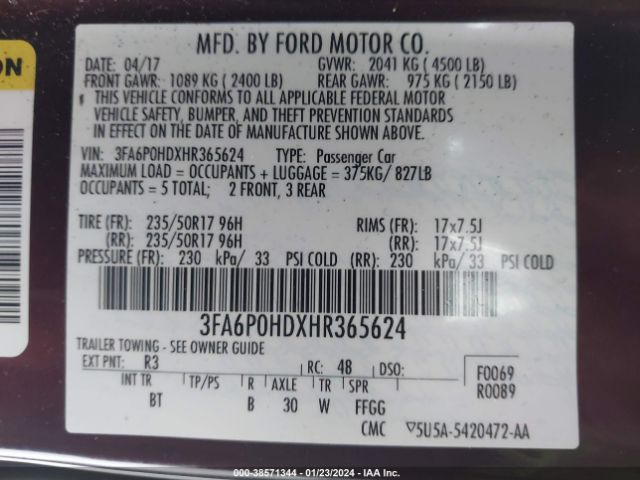 ON
MFD. BY FORD MOTOR CO.
DATE: 04/17 GVWR: 2041 KG ( 4500 LB)
FRONT GAWR: 1089 KG ( 2400 LB) REAR GAWR: 975 KG ( 2150 LB)
THIS VEHICLE CONFORMS TO ALL APPLICABLE FEDERAL MOTOR
VEHICLE SAFETY, BUMPER, AND THEFT PREVENTION STANDARDS
IN EFFECT ON THE DATE OF MANUFACTURE SHOWN ABOVE.
VIN: 3FA6P0HDXHR365624 TYPE: Passenger Car
MAXIMUM LOAD = OCCUPANTS + LUGGAGE = 375KG/ 827LB
OCCUPANTS = 5 TOTAL; 2 FRONT, 3 REAR
TIRE (FR): 235/50R17 96H RIMS (FR): 17x7.5J
(RR): 235/50R17 96H (RR): 17x7.5J
PRESSURE (FR): 230 kPa/ 33 PSI COLD (RR): 230 kPa/ 33 PSI COLD
3FA6P0HDXHR365624
TRAILER TOWING - SEE OWNER GUIDE
EXT PNT: R3 RC: 48 DSO: F0069
INT TR TP/PS R AXLE TR SPR R0089
BT B 30 W FFGG
CMC ▽5U5A-5420472-AA
000-38571344 | 01/23/2024 | IAA Inc.